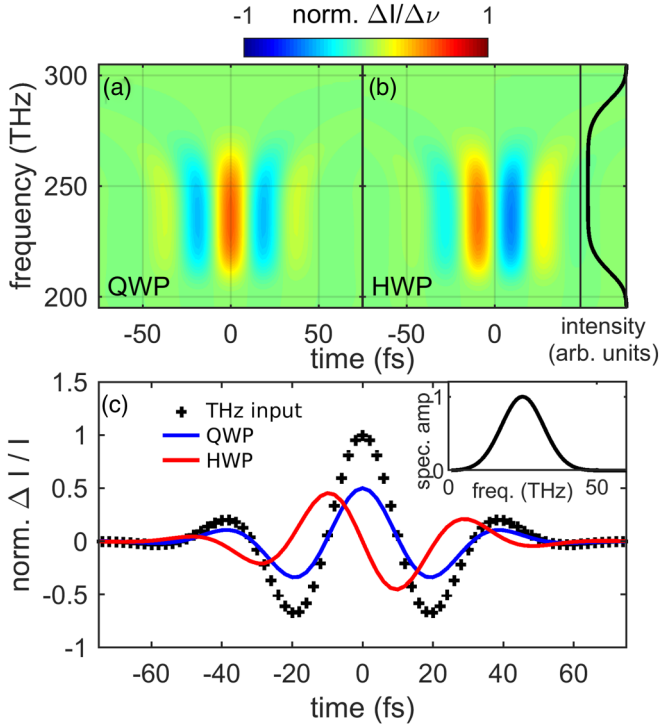 norm. ΔI/Δν
-1
1
300
250
200
frequency (THz)
(a)
QWP
(b)
HWP
-50
0
50
-50
0
time (fs)
intensity
(arb. units)
1.5
1
0.5
0
-0.5
-1
norm. Δ I / I
(c)
THz input
QWP
HWP
spec. amp
1
0
0
50
freq. (THz)
-60
-40
-20
0
20
40
60
time (fs)